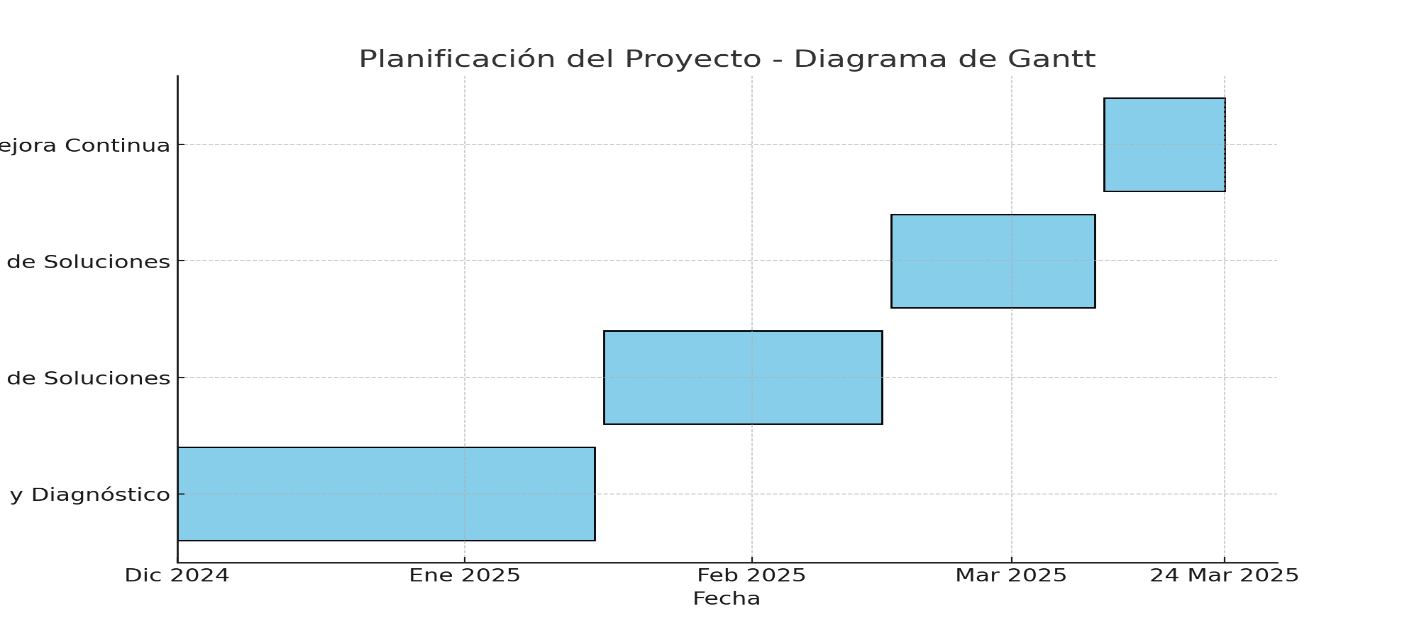 Planificación del Proyecto - Diagrama de Gantt
ejora Continua
de Soluciones
de Soluciones
y Diagnóstico
Dic 2024 Ene 2025 Feb 2025 Mar 2025 24 Mar 2025
Fecha